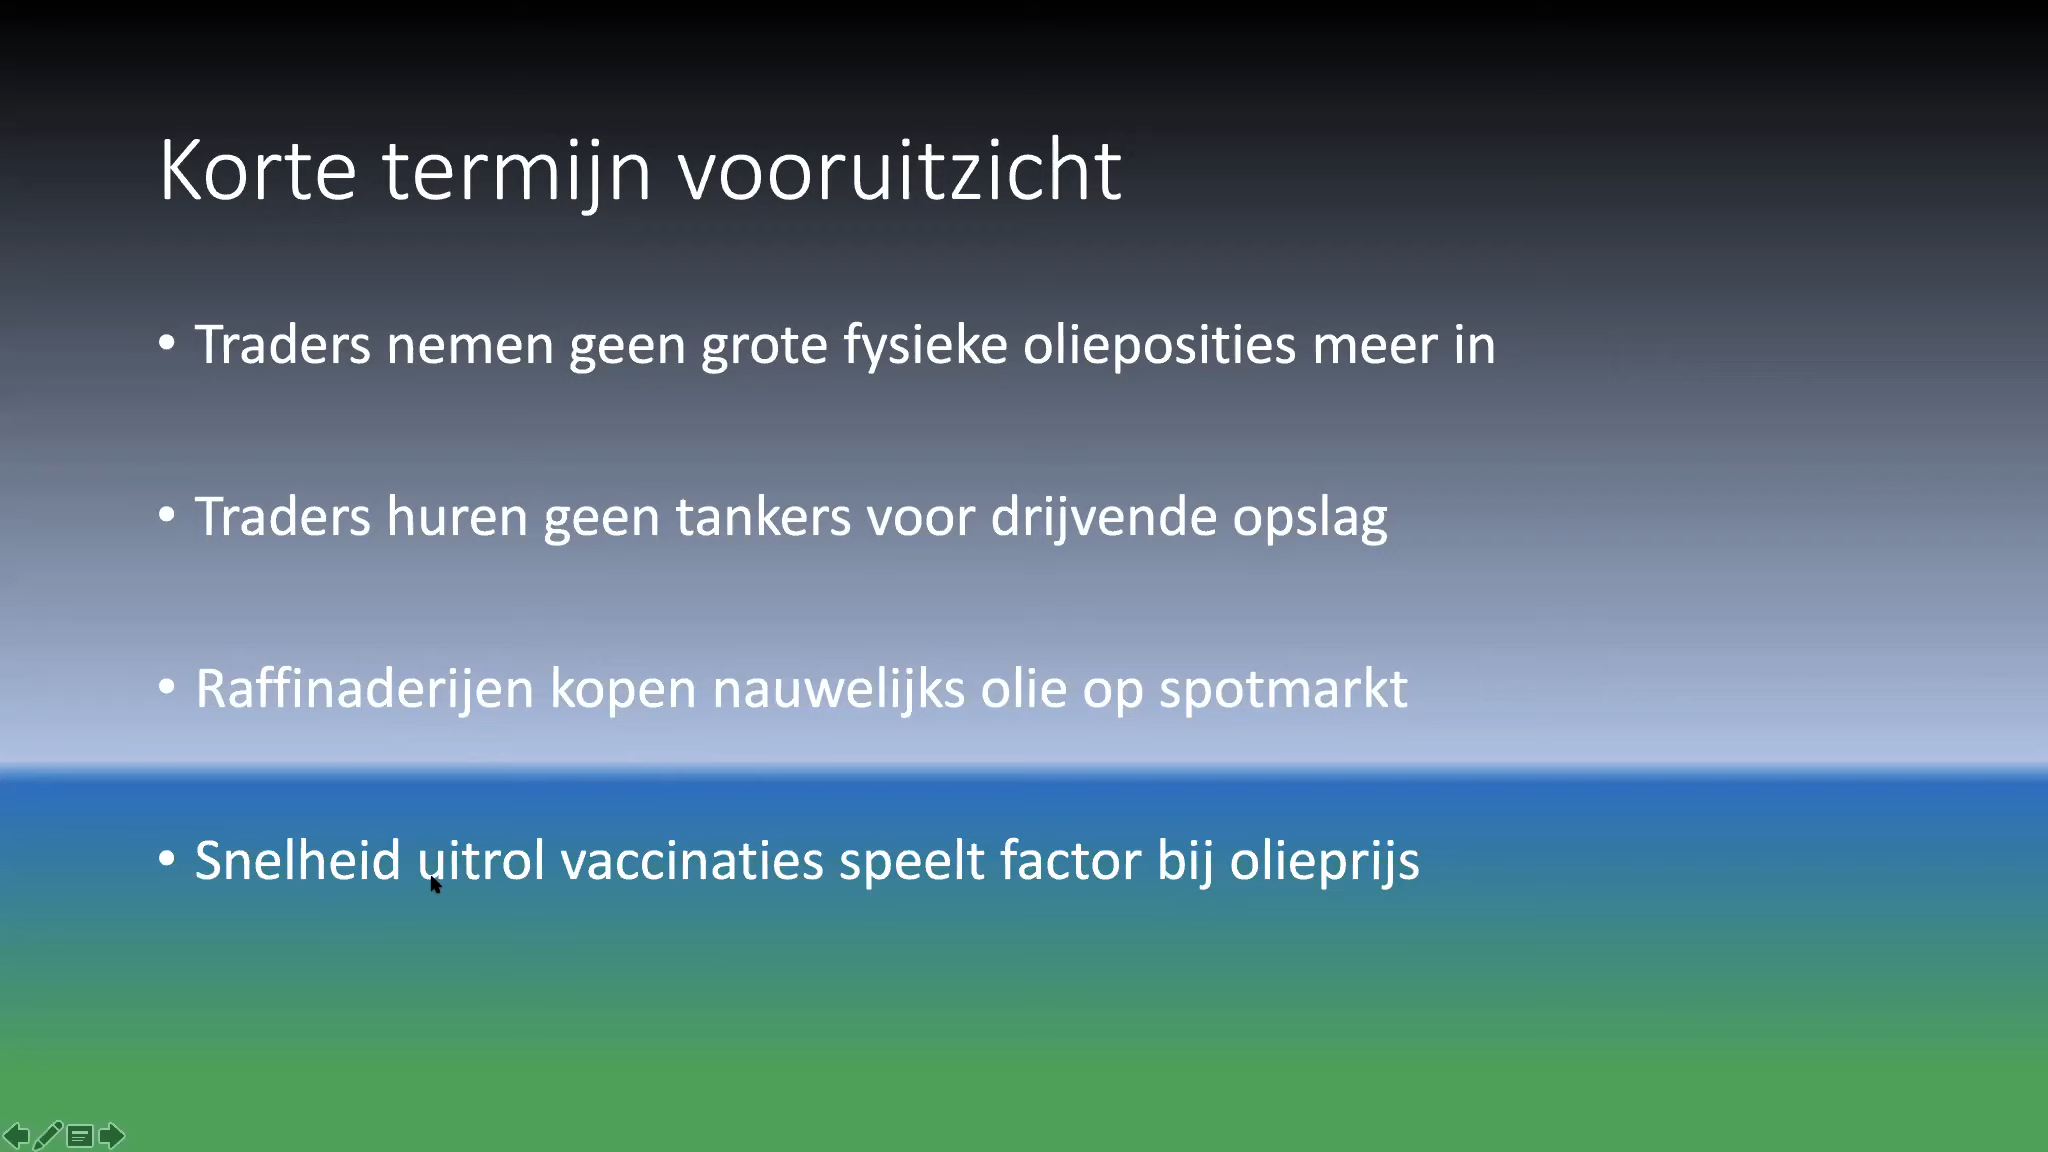 Korte termijn vooruitzicht
• Traders nemen geen grote fysieke olieposities meer in
• Traders huren geen tankers voor drijvende opslag
• Raffinaderijen kopen nauwelijks olie op spotmarkt
• Snelheid uitrol vaccinaties speelt factor bij olieprijs